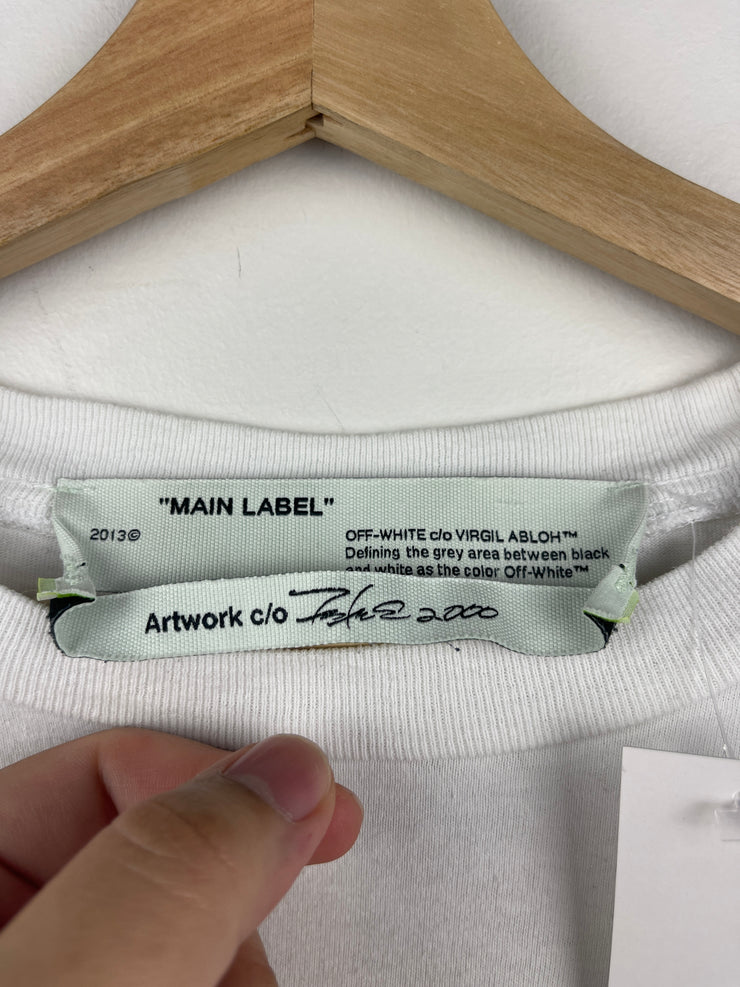 "MAIN LABEL"
2013©
OFF-WHITE c/o VIRGIL ABLOH™
Defining the grey area between black
and white as the color Off-White™
Artwork c/o 2000